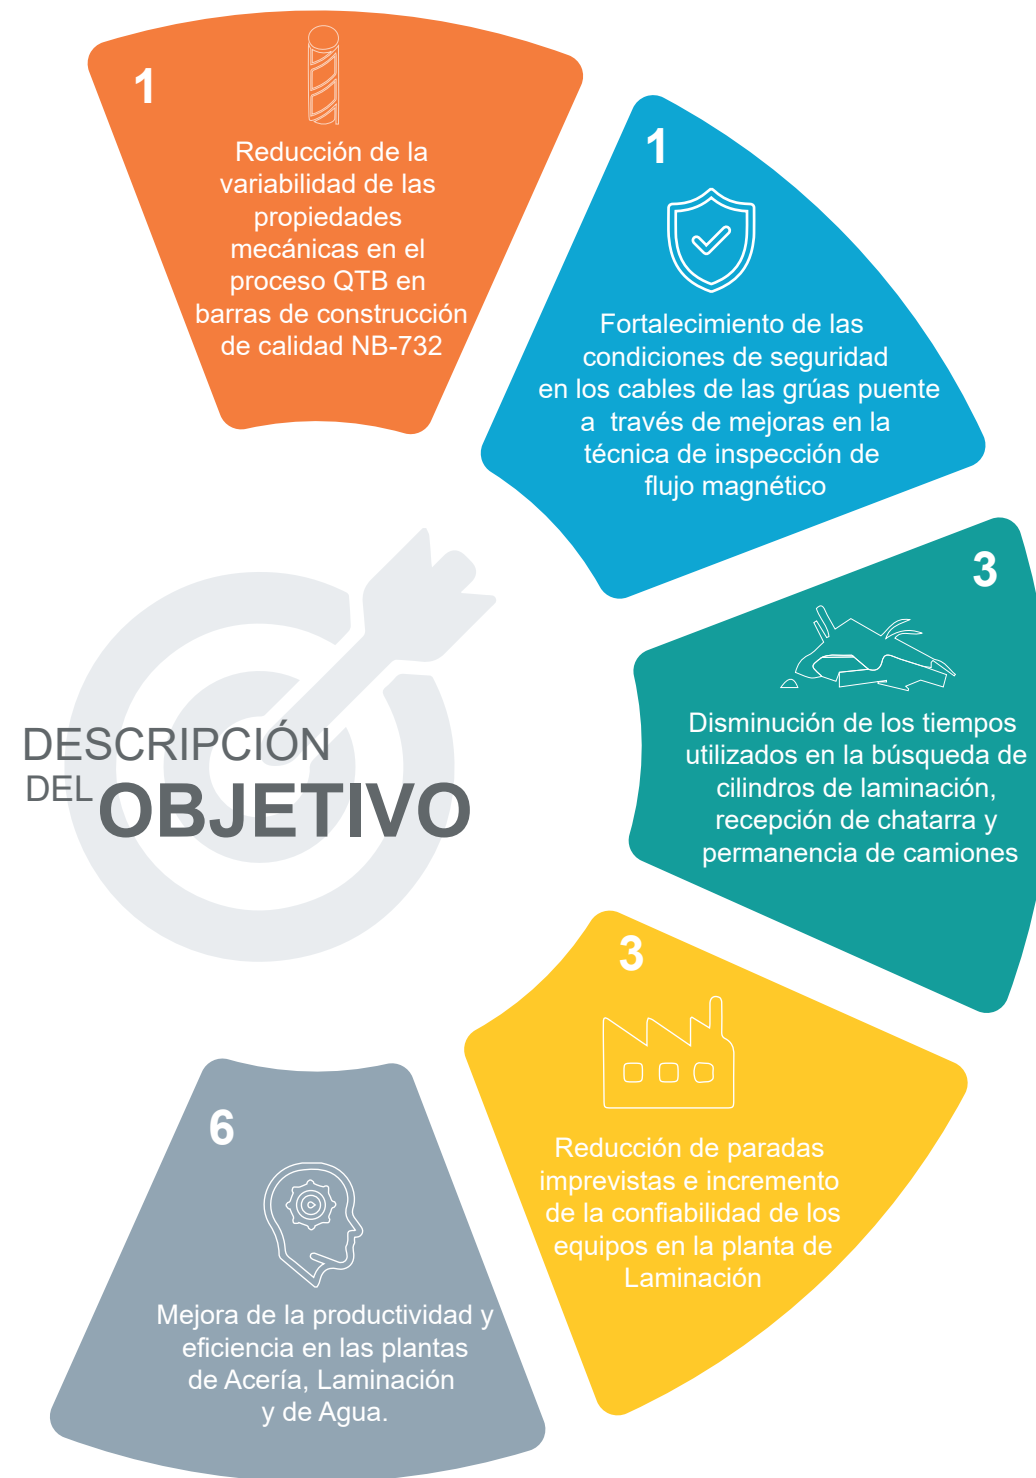 1
Reducción de la
variabilidad de las
propiedades
mecánicas en el
proceso QTB en
barras de construcción
de calidad NB-732
1
Fortalecimiento de las
condiciones de seguridad
en los cables de las grúas puente
a través de mejoras en la
técnica de inspección de
flujo magnético
3
Disminución de los tiempos
utilizados en la búsqueda de
cilindros de laminación,
recepción de chatarra y
permanencia de camiones
DESCRIPCIÓN
DEL OBJETIVO
3
Reducción de paradas
imprevistas e incremento
de la confiabilidad de los
equipos en la planta de
Laminación
6
Mejora de la productividad y
eficiencia en las plantas
de Acería, Laminación
y de Agua.